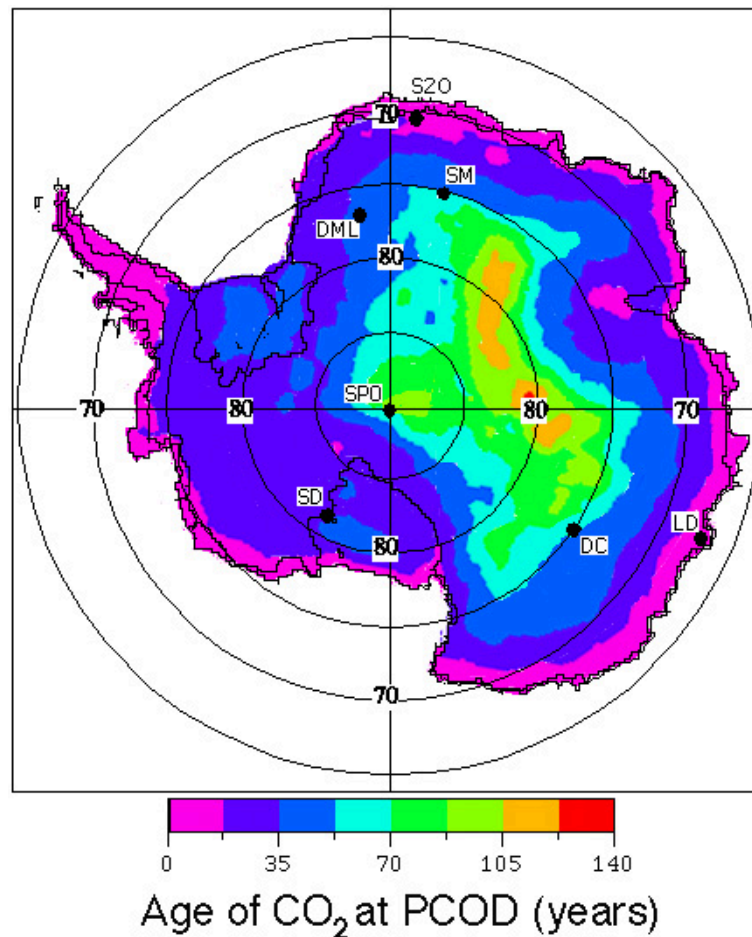 S2O
70
SM
DML
80
SPO
70
80
80
70
SD
LD
DC
80
70
0 35 70 105 140
Age of CO₂ at PCOD (years)